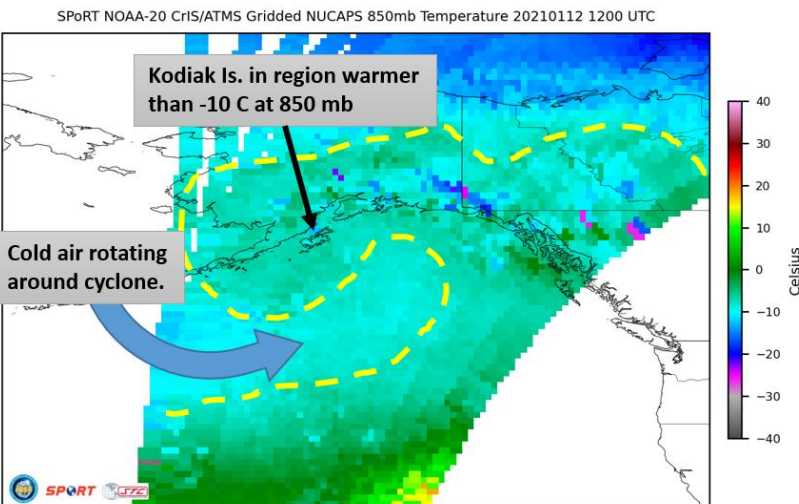 SPoRT NOAA-20 CrIS/ATMS Gridded NUCAPS 850mb Temperature 20210112 1200 UTC
Kodiak Is. in region warmer
than -10 C at 850 mb
Cold air rotating
around cyclone.
40
30
20
10
0
−10
−20
−30
−40
Celsius
SPORT
STC